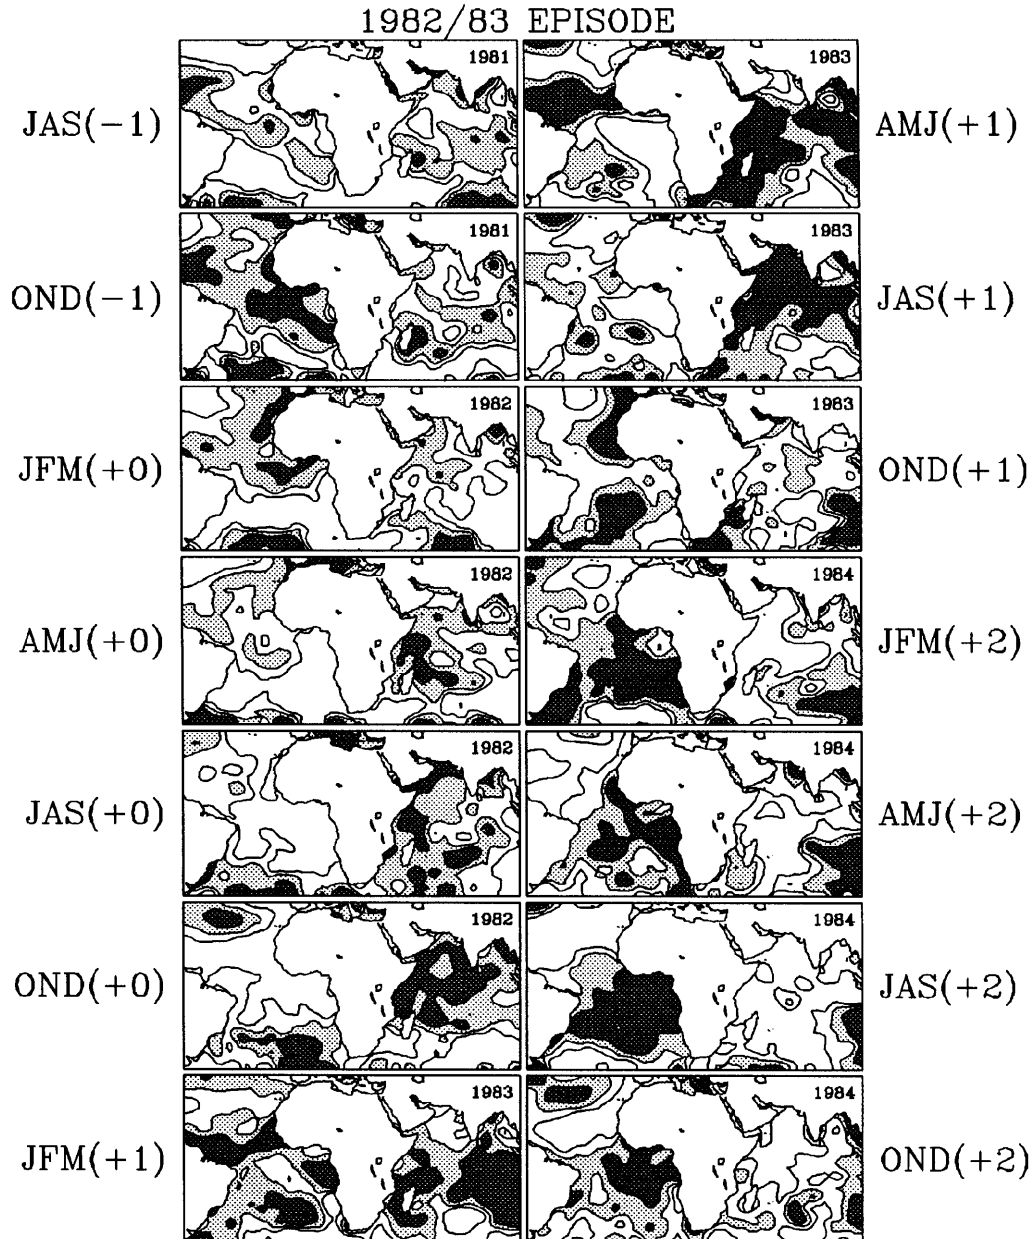 1982/83 EPISODE
JAS(−1)
1981
1983
AMJ(+1)
OND(−1)
1981
1983
JAS(+1)
JFM(+0)
1982
1983
OND(+1)
AMJ(+0)
1982
1984
JFM(+2)
JAS(+0)
1982
1984
AMJ(+2)
OND(+0)
1982
1984
JAS(+2)
JFM(+1)
1983
1984
OND(+2)